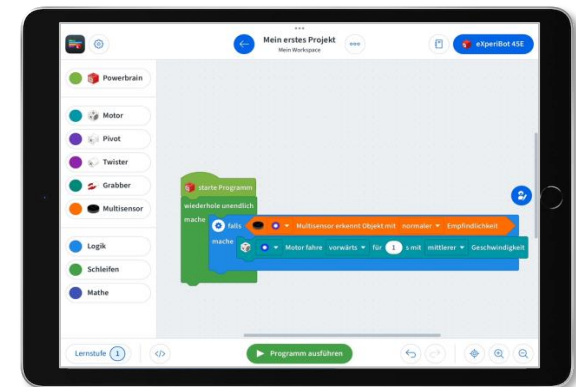 Mein erstes Projekt
Mein Workspace
eXperiBot 45E
Powerbrain
Motor
Pivot
Twister
Grabber
Multisensor
Logik
Schleifen
Mathe
starte Programm
wiederhole unendlich
mache
falls Multisensor erkennt Objekt mit normaler Empfindlichkeit
mache Motor fahre vorwärts für 1 s mit mittlerer Geschwindigkeit
Lernstufe 1
</>
Programm ausführen